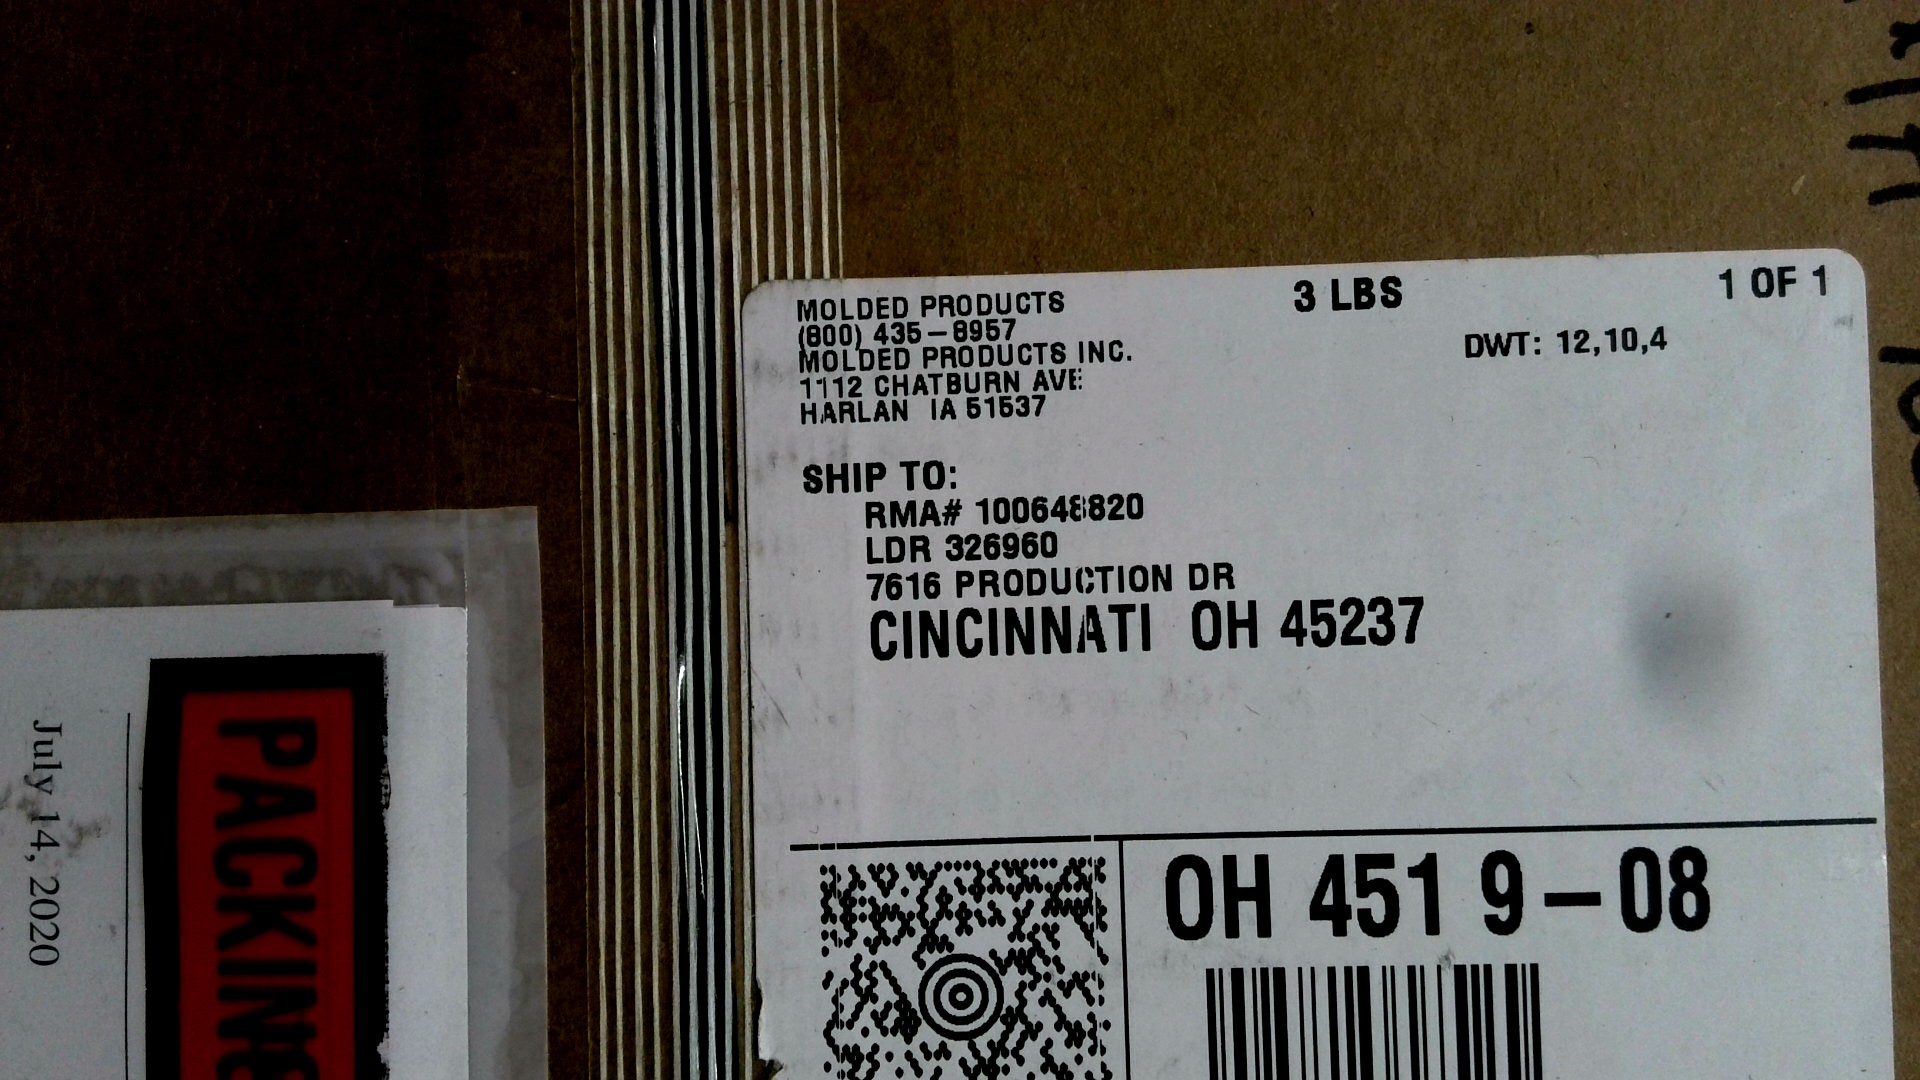 MOLDED PRODUCTS
(800) 435-8957
MOLDED PRODUCTS INC.
1112 CHATBURN AVE
HARLAN IA 51537
3 LBS
1 OF 1
DWT: 12,10,4
SHIP TO:
RMA# 100648820
LDR 326960
7616 PRODUCTION DR
CINCINNATI OH 45237
OH 451 9-08
PACKING
July 14, 2020